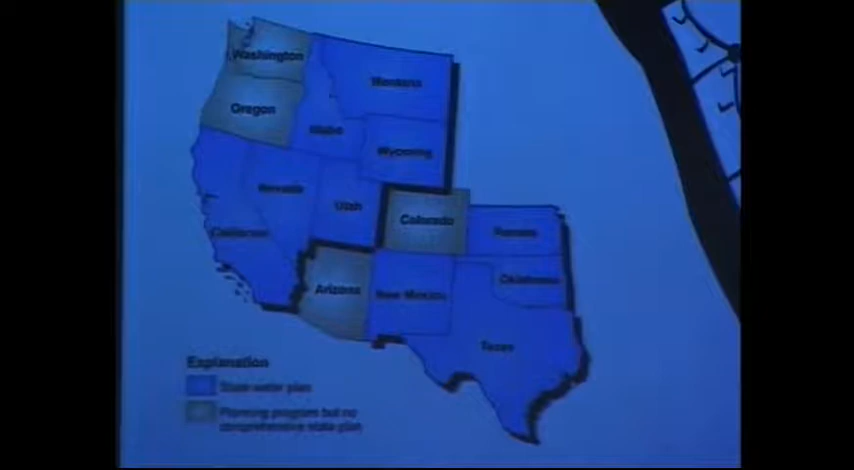 Washington
Montana
Oregon
Idaho
Wyoming
Nevada
Utah
Colorado
Kansas
California
Oklahoma
Arizona
New Mexico
Texas
Explanation
State water plan
Planning program but no
comprehensive state plan